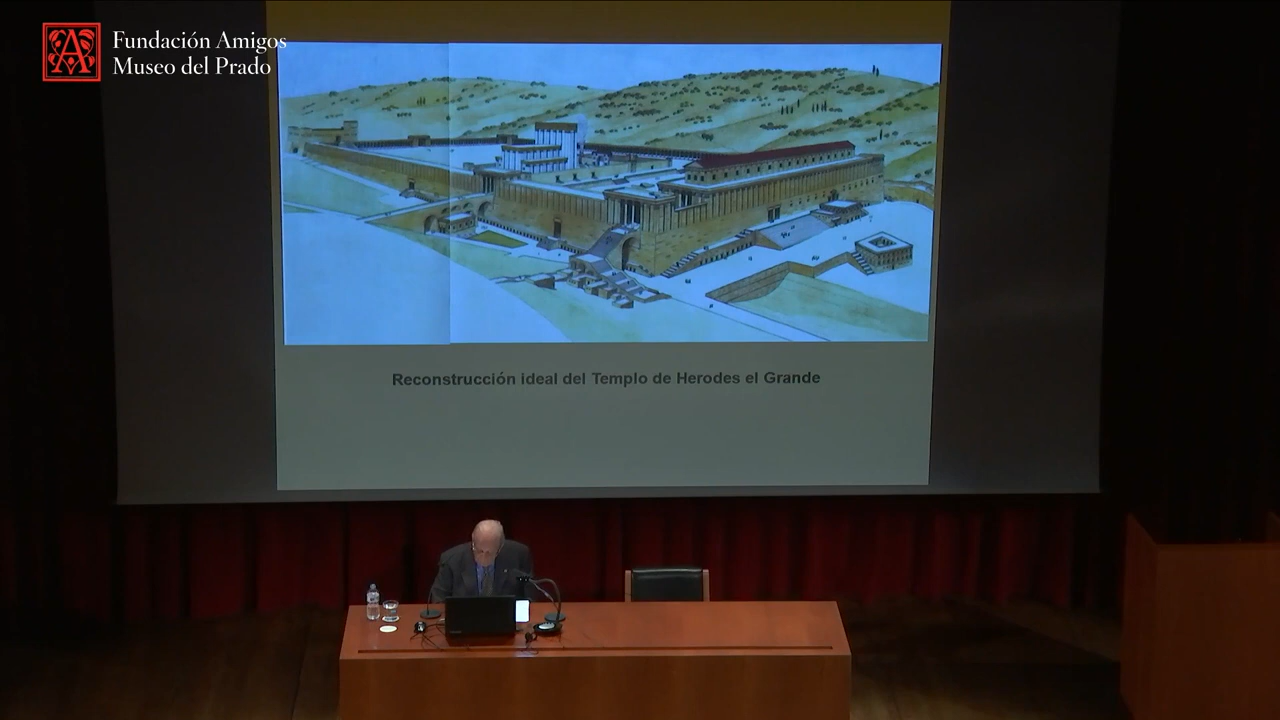 Fundación Amigos
Museo del Prado
Reconstrucción ideal del Templo de Herodes el Grande